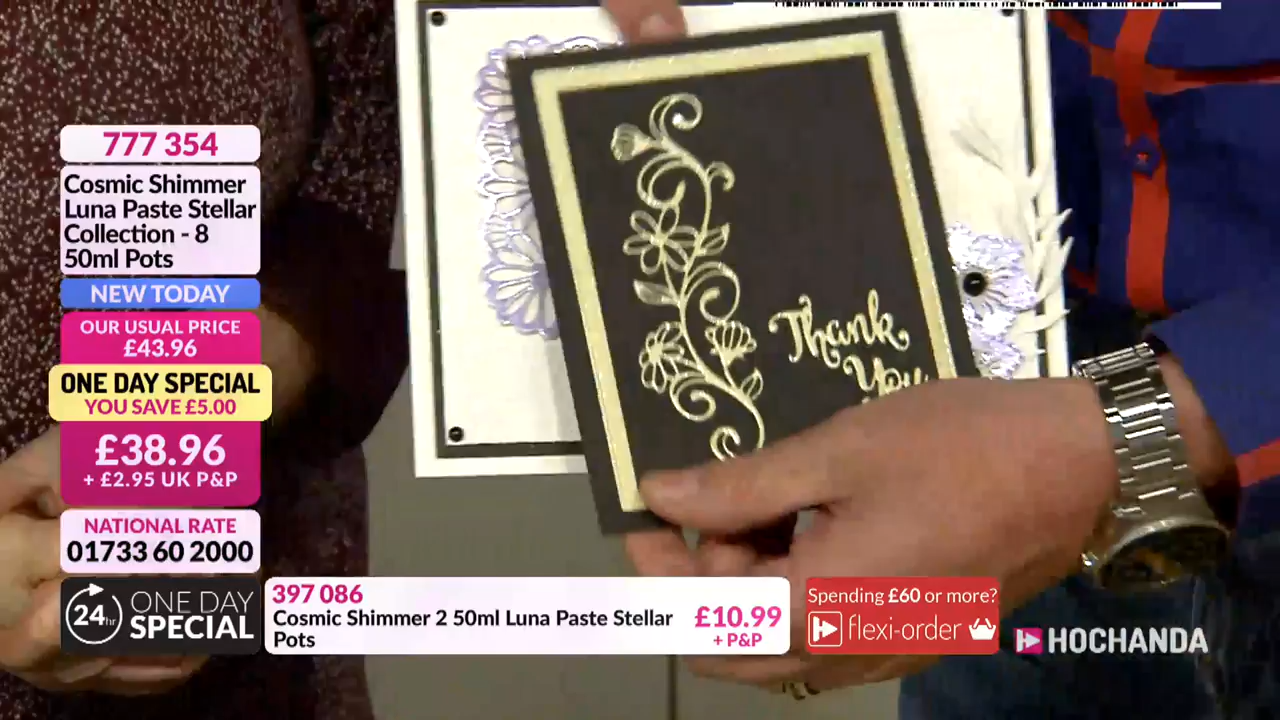 777 354
Cosmic Shimmer
Luna Paste Stellar
Collection - 8
50ml Pots
NEW TODAY
OUR USUAL PRICE
£43.96
ONE DAY SPECIAL
YOU SAVE £5.00
£38.96
+ £2.95 UK P&P
NATIONAL RATE
01733 60 2000
24hr
ONE DAY
SPECIAL
397 086
Cosmic Shimmer 2 50ml Luna Paste Stellar
Pots
£10.99
+ P&P
Spending £60 or more?
flexi-order
HOCHANDA
Thank
You